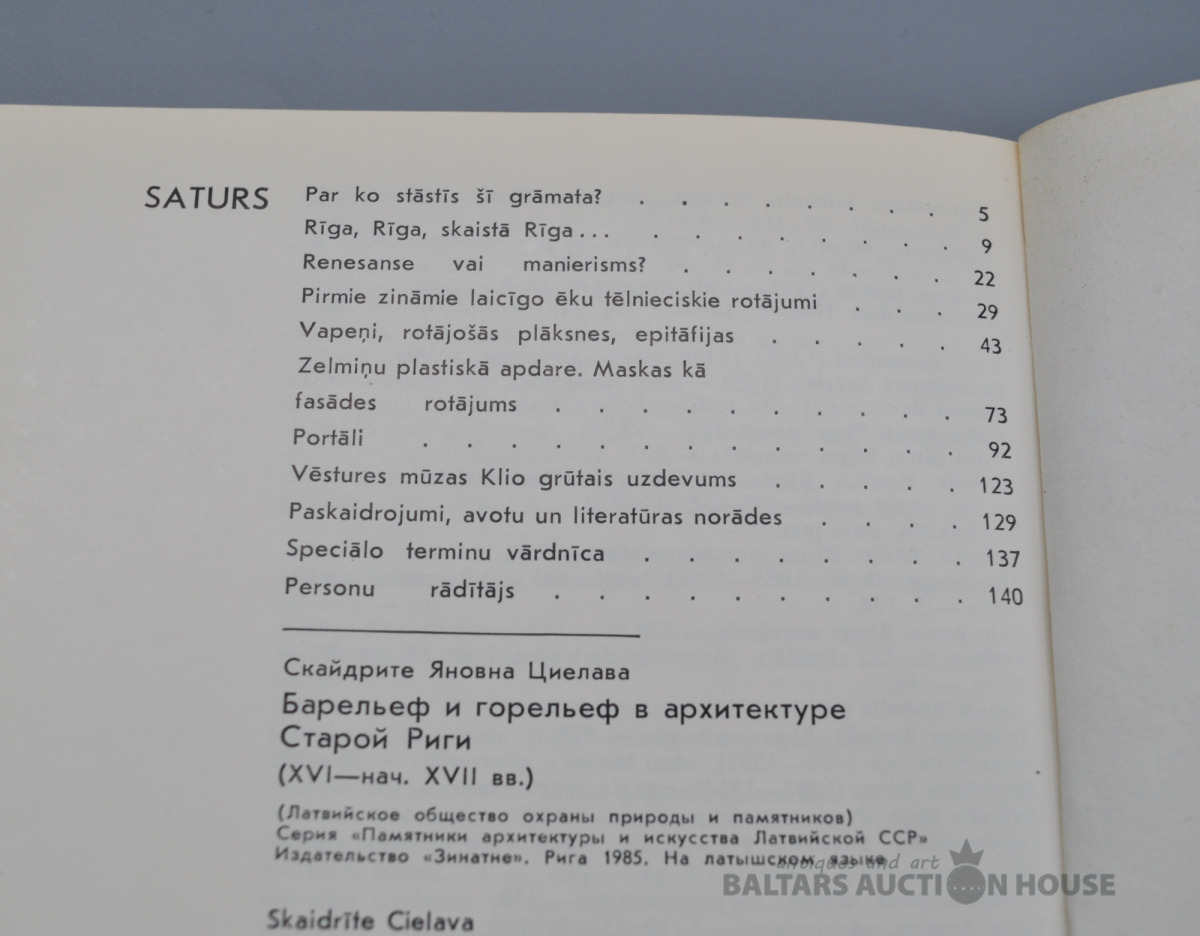 SATURS
Par ko stāstīs šī grāmata? . . . . . . . . 5
Rīga, Rīga, skaistā Rīga... . . . . . . . . 9
Renesanse vai manierisms? . . . . . . . 22
Pirmie zināmie laicīgo ēku tēlnieciskie rotājumi . . . 29
Vapeņi, rotājošās plāksnes, epitāfijas . . . . . 43
Zelmiņu plastiskā apdare. Maskas kā
fasādes rotājums . . . . . . . . . . 73
Portāli . . . . . . . . . . . . . 92
Vēstures mūzas Klio grūtais uzdevums . . . . . 123
Paskaidrojumi, avotu un literatūras norādes . . . . 129
Speciālo terminu vārdnīca . . . . . . . . 137
Personu rādītājs . . . . . . . . . . 140
Скайдрите Яновна Циелава
Барельеф и горельеф в архитектуре
Старой Риги
(XVI—нач. XVII вв.)
(Латвийское общество охраны природы и памятников)
Серия «Памятники архитектуры и искусства Латвийской ССР»
Издательство «Зинатне». Рига 1985. На латышском языке
antiques and art
BALTARS AUCTION HOUSE
Skaidrīte Cielava